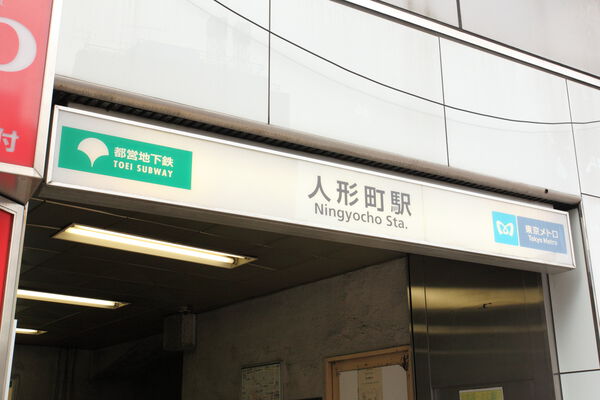 都営地下鉄
TOEI SUBWAY
人形町駅
Ningyocho Sta.
東京メトロ
Tokyo Metro
付